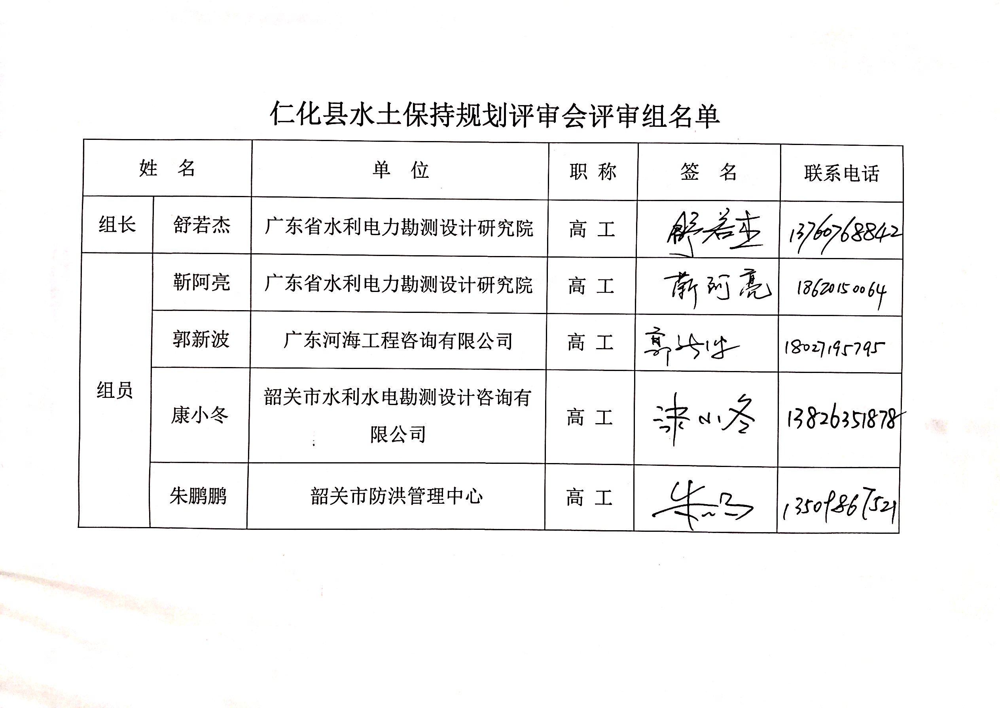 仁化县水土保持规划评审会评审组名单
姓 名 单 位 职 称 签 名 联系电话
组长 舒若杰 广东省水利电力勘测设计研究院 高 工 舒若杰 13760768842
靳阿亮 广东省水利电力勘测设计研究院 高 工 靳阿亮 18620150064
郭新波 广东河海工程咨询有限公司 高 工 郭新波 18027195795
组员
康小冬 韶关市水利水电勘测设计咨询有
限公司 高 工 康小冬 13826351878
朱鹏鹏 韶关市防洪管理中心 高 工 朱 13509867521